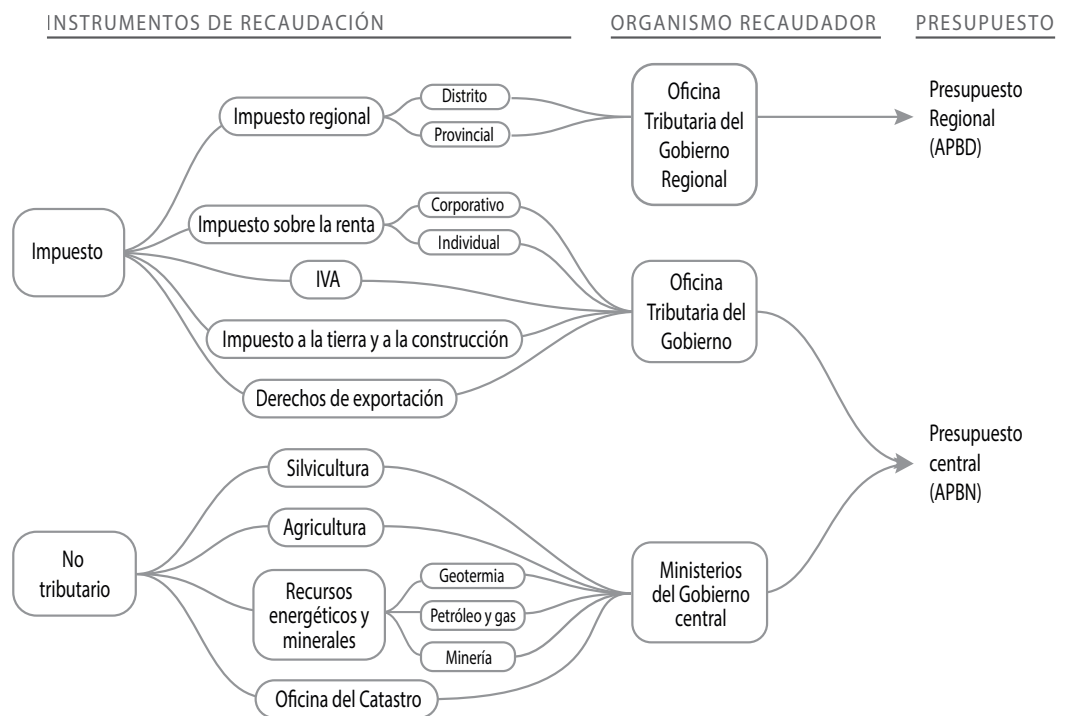 INSTRUMENTOS DE RECAUDACIÓN
ORGANISMO RECAUDADOR
PRESUPUESTO
Impuesto
Impuesto regional
Distrito
Provincial
Oficina
Tributaria del
Gobierno
Regional
Presupuesto
Regional
(APBD)
Impuesto sobre la renta
Corporativo
Individual
IVA
Impuesto a la tierra y a la construcción
Derechos de exportación
Oficina
Tributaria del
Gobierno
Presupuesto
central
(APBN)
No
tributario
Silvicultura
Agricultura
Recursos
energéticos y
minerales
Geotermia
Petróleo y gas
Minería
Oficina del Catastro
Ministerios
del Gobierno
central